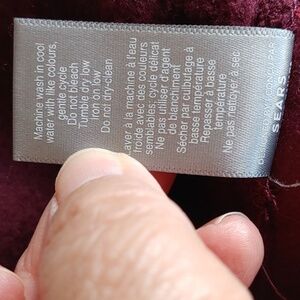 Machine wash in cool
water with like colours,
gentle cycle
Do not bleach
Tumble dry low
Iron on low
Do not dry-clean
Laver à la machine à l'eau
froide avec des couleurs
semblables; cycle délicat
Ne pas utiliser d'agent
de blanchiment
Sécher par culbutage à
basse température
Repasser à basse
température
Ne pas nettoyer à sec
SEARS